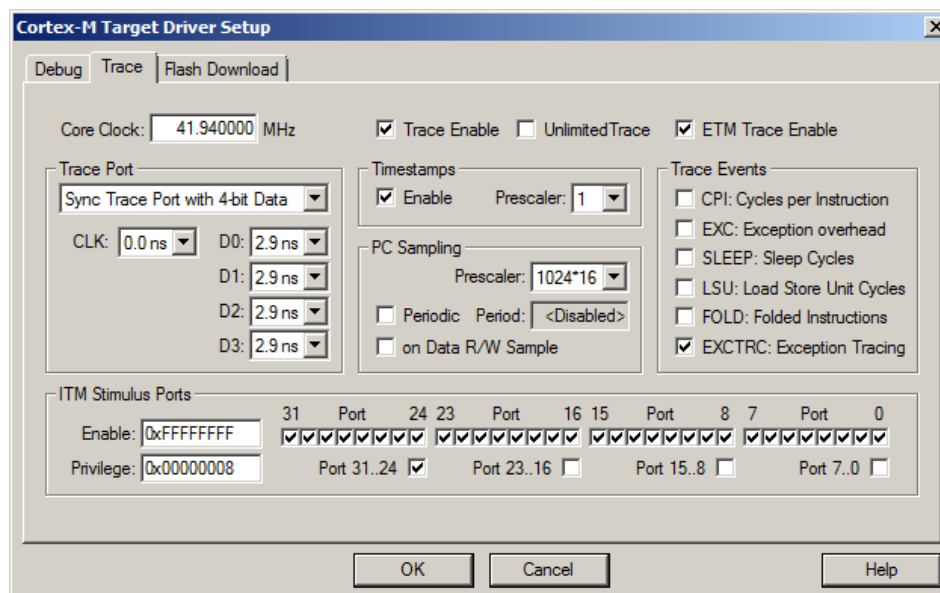 Cortex-M Target Driver Setup
Debug Trace Flash Download
Core Clock: 41.940000 MHz Trace Enable UnlimitedTrace ETM Trace Enable
Trace Port
Sync Trace Port with 4-bit Data
CLK: 0.0 ns D0: 2.9 ns
D1: 2.9 ns
D2: 2.9 ns
D3: 2.9 ns
Timestamps
Enable Prescaler: 1
PC Sampling
Prescaler: 1024*16
Periodic Period: <Disabled>
on Data R/W Sample
Trace Events
CPI: Cycles per Instruction
EXC: Exception overhead
SLEEP: Sleep Cycles
LSU: Load Store Unit Cycles
FOLD: Folded Instructions
EXCTRC: Exception Tracing
ITM Stimulus Ports
31 Port 24 23 Port 16 15 Port 8 7 Port 0
Enable: 0xFFFFFFFF
Privilege: 0x00000008 Port 31..24 Port 23..16 Port 15..8 Port 7..0
OK Cancel Help